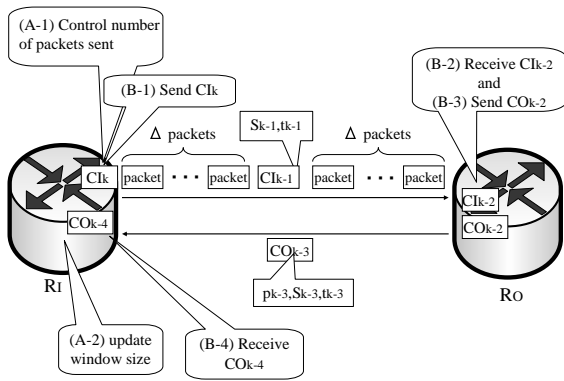 (A-1) Control number
of packets sent
(B-1) Send CIk
(B-2) Receive CIk-2
and
(B-3) Send COk-2
Δ packets
Sk-1,tk-1
Δ packets
CIk
packet ··· packet
CIk-1
packet ··· packet
CIk-2
COk-4
COk-2
COk-3
RI
RO
pk-3,Sk-3,tk-3
(A-2) update
window size
(B-4) Receive
COk-4